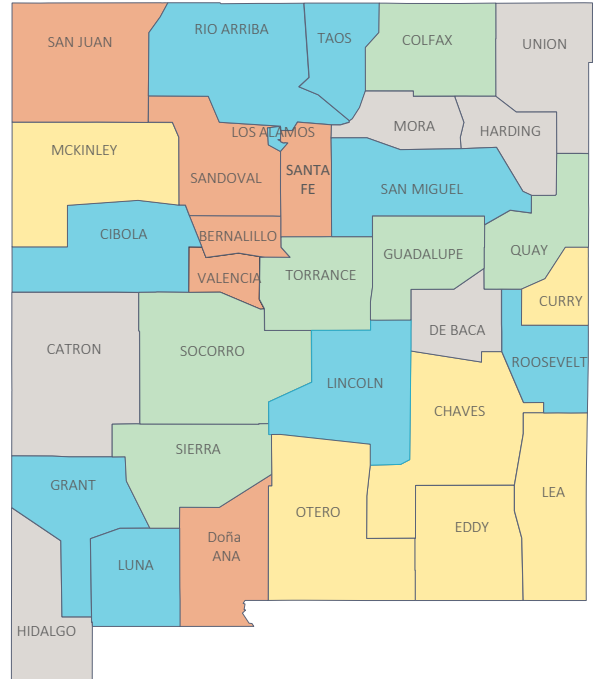 SAN JUAN
RIO ARRIBA
TAOS
COLFAX
UNION
MCKINLEY
LOS ALAMOS
MORA
HARDING
SANDOVAL
SANTA
FE
SAN MIGUEL
CIBOLA
BERNALILLO
GUADALUPE
QUAY
VALENCIA
TORRANCE
CURRY
CATRON
SOCORRO
DE BACA
ROOSEVELT
LINCOLN
CHAVES
SIERRA
GRANT
OTERO
LEA
EDDY
Doña
ANA
LUNA
HIDALGO